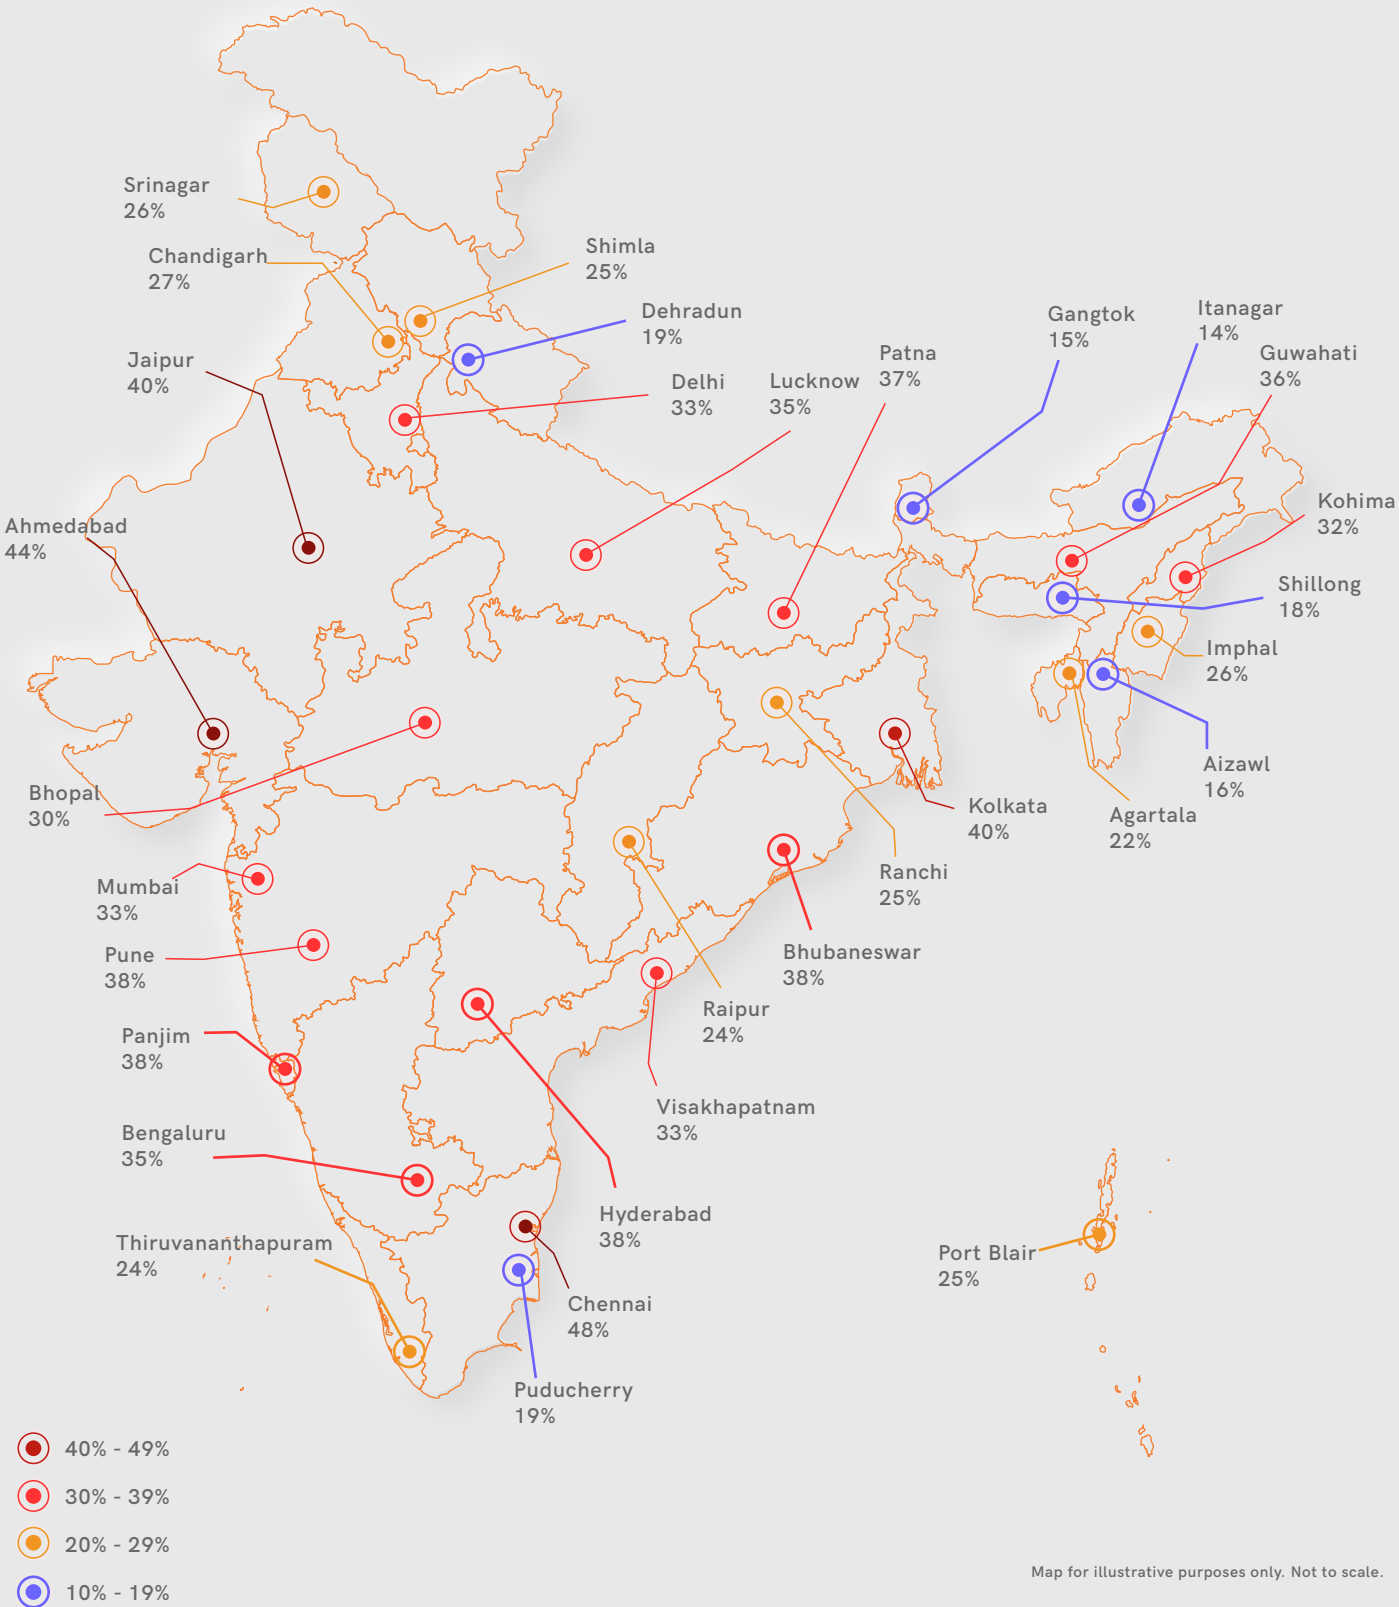 Srinagar
26%
Chandigarh
27%
Shimla
25%
Dehradun
19%
Jaipur
40%
Delhi
33%
Lucknow
35%
Patna
37%
Gangtok
15%
Itanagar
14%
Guwahati
36%
Kohima
32%
Ahmedabad
44%
Shillong
18%
Imphal
26%
Aizawl
16%
Agartala
22%
Bhopal
30%
Kolkata
40%
Ranchi
25%
Mumbai
33%
Pune
38%
Bhubaneswar
38%
Raipur
24%
Panjim
38%
Visakhapatnam
33%
Bengaluru
35%
Hyderabad
38%
Thiruvananthapuram
24%
Port Blair
25%
Chennai
48%
Puducherry
19%
40% - 49%
30% - 39%
20% - 29%
10% - 19%
Map for illustrative purposes only. Not to scale.